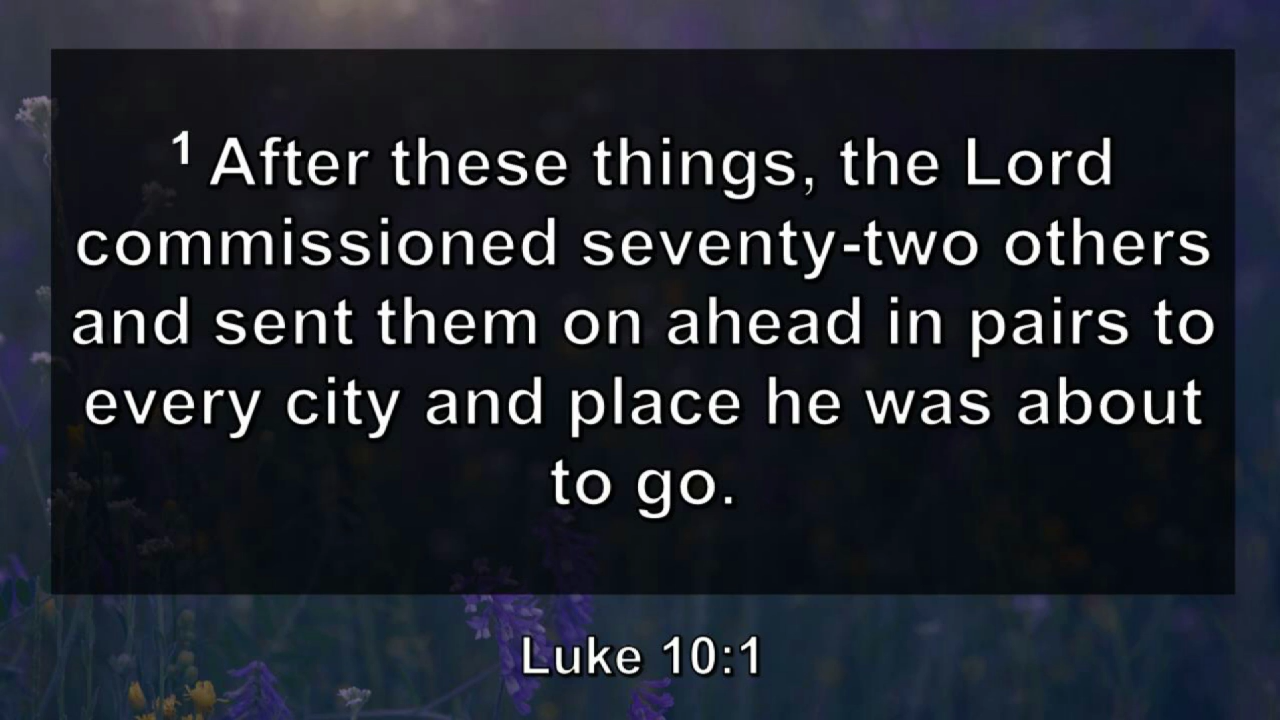 1 After these things, the Lord
commissioned seventy-two others
and sent them on ahead in pairs to
every city and place he was about
to go.
Luke 10:1